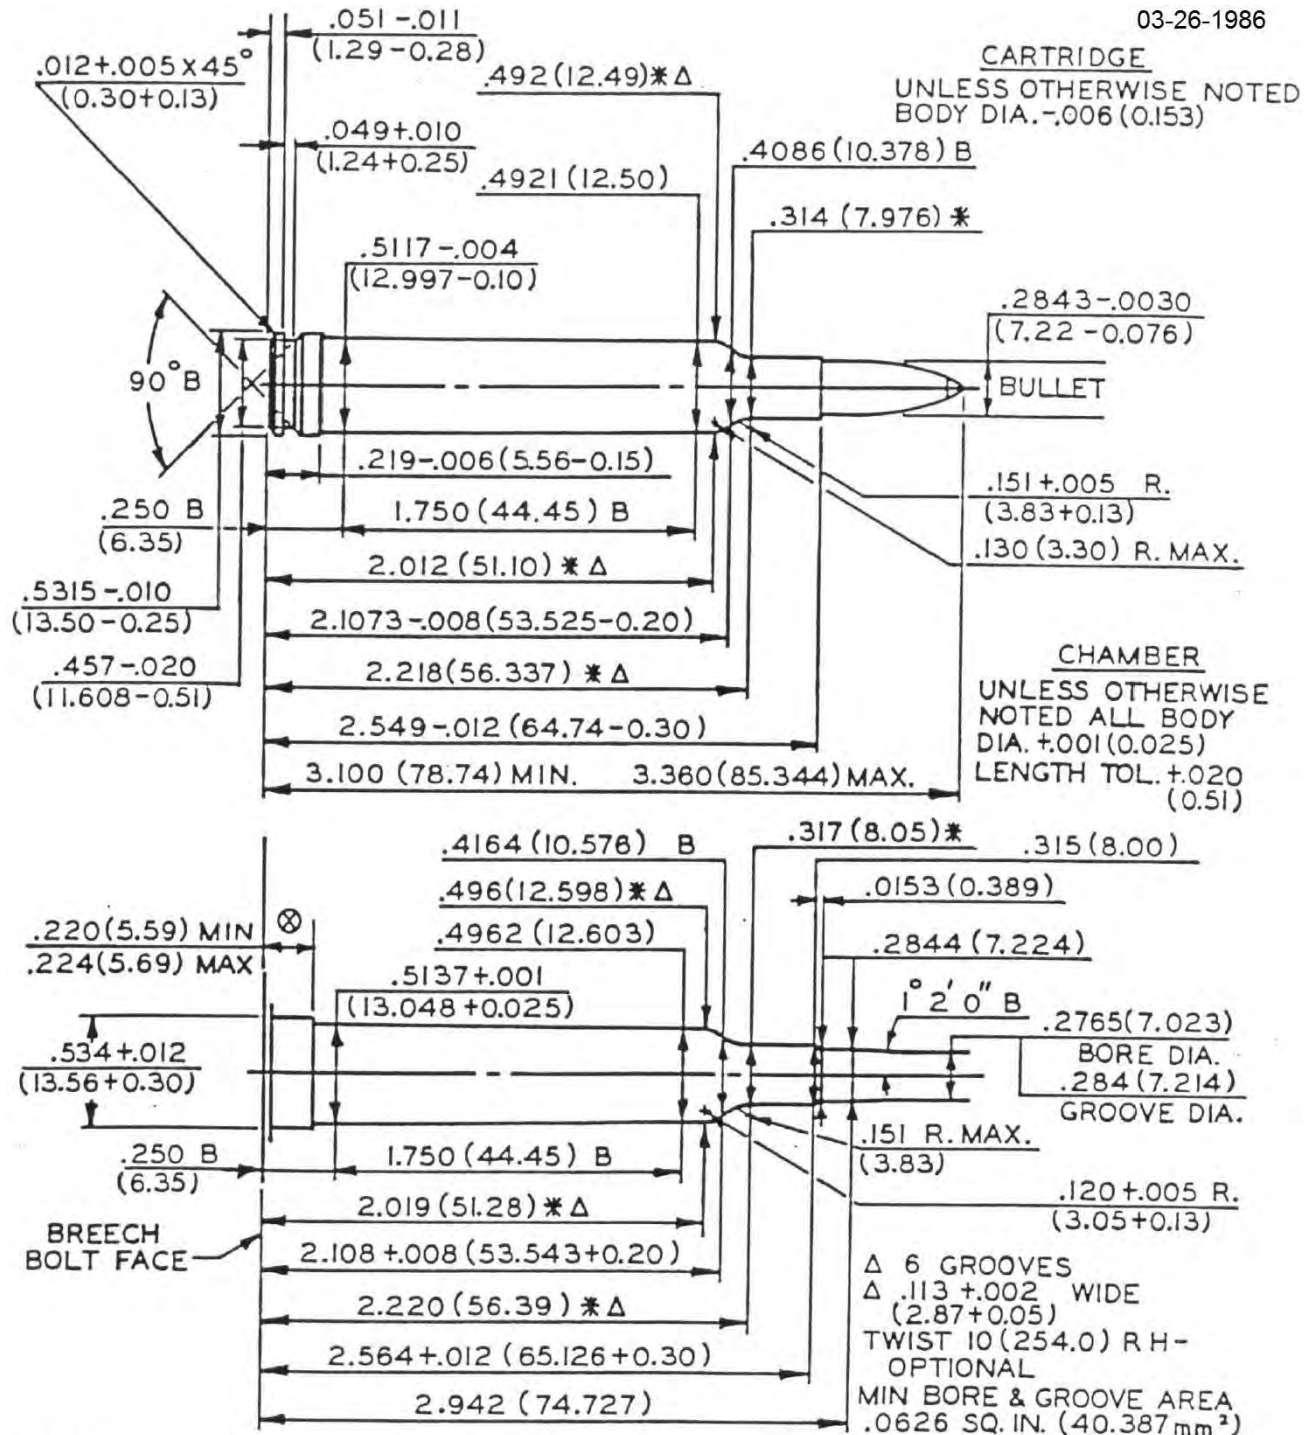 03-26-1986
.051-.011
(1.29-0.28)
.012+.005x45°
(0.30+0.13)
.492(12.49)✱Δ
CARTRIDGE
UNLESS OTHERWISE NOTED
BODY DIA.-.006(0.153)
.049+.010
(1.24+0.25)
.4086(10.378)B
.4921(12.50)
.314(7.976)✱
.5117-.004
(12.997-0.10)
.2843-.0030
(7.22-0.076)
90°B
BULLET
.219-.006(5.56-0.15)
.151+.005 R.
(3.83+0.13)
.250 B
(6.35)
1.750(44.45) B
.130(3.30) R. MAX.
2.012(51.10)✱Δ
.5315-.010
(13.50-0.25)
2.1073-.008(53.525-0.20)
.457-.020
(11.608-0.51)
2.218(56.337)✱Δ
CHAMBER
UNLESS OTHERWISE
NOTED ALL BODY
DIA. +.001(0.025)
LENGTH TOL. +.020
(0.51)
2.549-.012(64.74-0.30)
3.100(78.74)MIN. 3.360(85.344)MAX.
.4164(10.576) B
.317(8.05)✱
.315(8.00)
.496(12.598)✱Δ
.0153(0.389)
.220(5.59)MIN
.224(5.69)MAX
⊗
.4962(12.603)
.2844(7.224)
.5137+.001
(13.048+0.025)
1° 2' 0" B
.2765(7.023)
BORE DIA.
.284(7.214)
GROOVE DIA.
.534+.012
(13.56+0.30)
.250 B
(6.35)
1.750(44.45) B
.151 R. MAX.
(3.83)
2.019(51.28)✱Δ
.120+.005 R.
(3.05+0.13)
BREECH
BOLT FACE
2.108+.008(53.543+0.20)
2.220(56.39)✱Δ
2.564+.012(65.126+0.30)
2.942(74.727)
Δ 6 GROOVES
Δ .113+.002 WIDE
(2.87+0.05)
TWIST 10(254.0) RH-
OPTIONAL
MIN BORE & GROOVE AREA
.0626 SQ. IN. (40.387mm²)